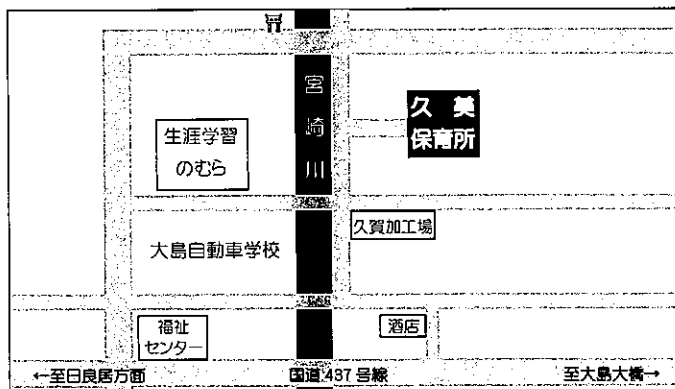 宮崎川
久美
保育所
生涯学習
のむら
久賀加工場
大島自動車学校
福祉
センター
酒店
←至日良居方面
国道437号線
至大島大橋→